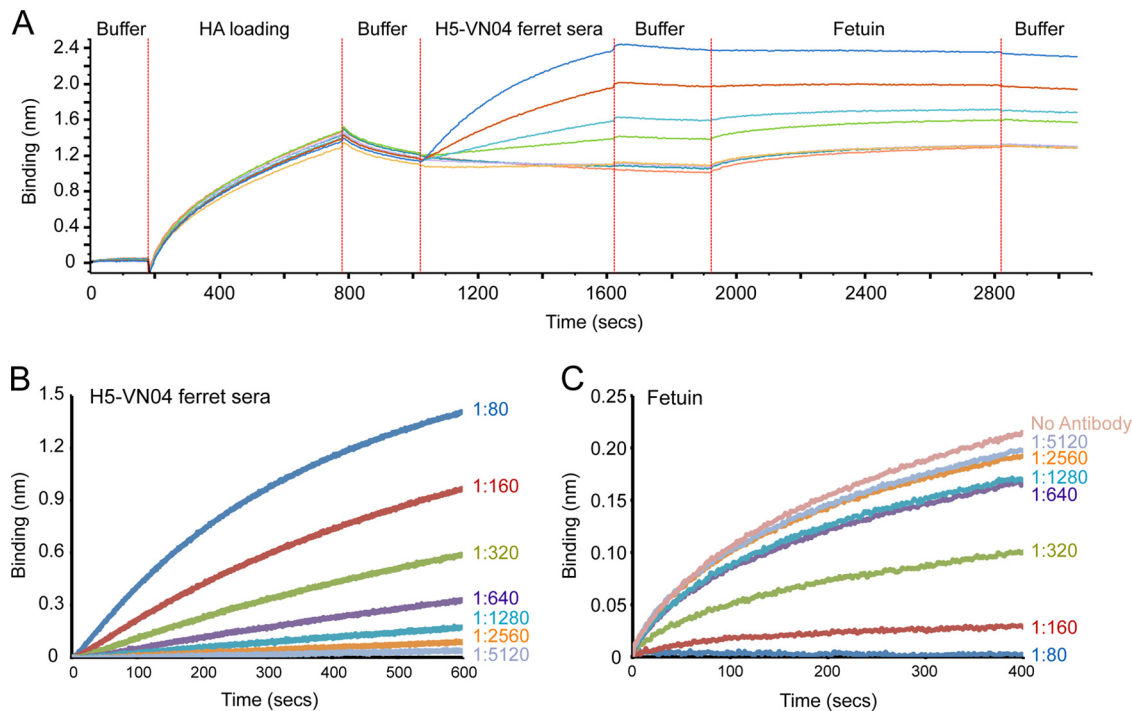 A
Buffer HA loading Buffer H5-VN04 ferret sera Buffer Fetuin Buffer
2.4
2.0
1.6
1.2
0.8
0.4
0
Binding (nm)
0 400 800 1200 1600 2000 2400 2800
Time (secs)
B
H5-VN04 ferret sera
1.5
1.2
0.9
0.6
0.3
0
Binding (nm)
1:80
1:160
1:320
1:640
1:1280
1:2560
1:5120
0 100 200 300 400 500 600
Time (secs)
C
Fetuin
0.25
0.20
0.15
0.10
0.05
0
Binding (nm)
No Antibody
1:5120
1:2560
1:1280
1:640
1:320
1:160
1:80
0 100 200 300 400
Time (secs)